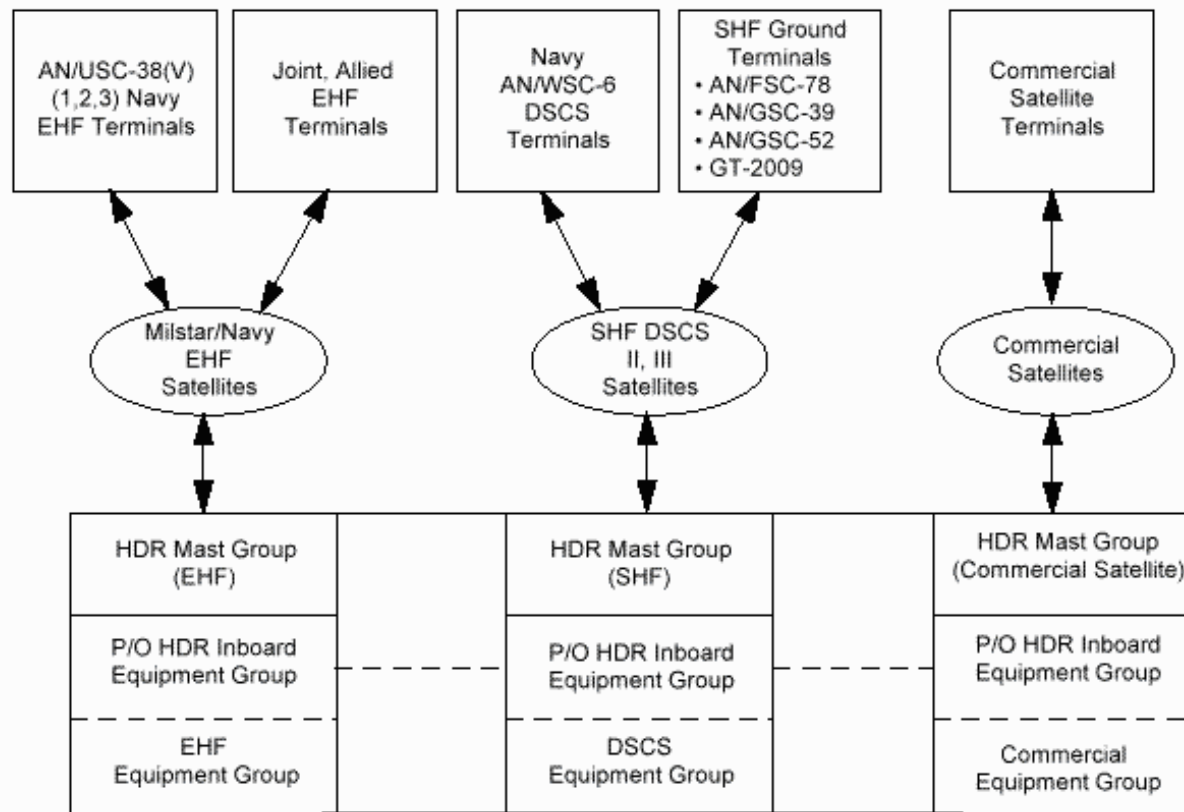 AN/USC-38(V)
(1,2,3) Navy
EHF Terminals
Joint, Allied
EHF
Terminals
Navy
AN/WSC-6
DSCS
Terminals
SHF Ground
Terminals
• AN/FSC-78
• AN/GSC-39
• AN/GSC-52
• GT-2009
Commercial
Satellite
Terminals
Milstar/Navy
EHF
Satellites
SHF DSCS
II, III
Satellites
Commercial
Satellites
HDR Mast Group
(EHF)
HDR Mast Group
(SHF)
HDR Mast Group
(Commercial Satellite)
P/O HDR Inboard
Equipment Group
P/O HDR Inboard
Equipment Group
P/O HDR Inboard
Equipment Group
EHF
Equipment Group
DSCS
Equipment Group
Commercial
Equipment Group